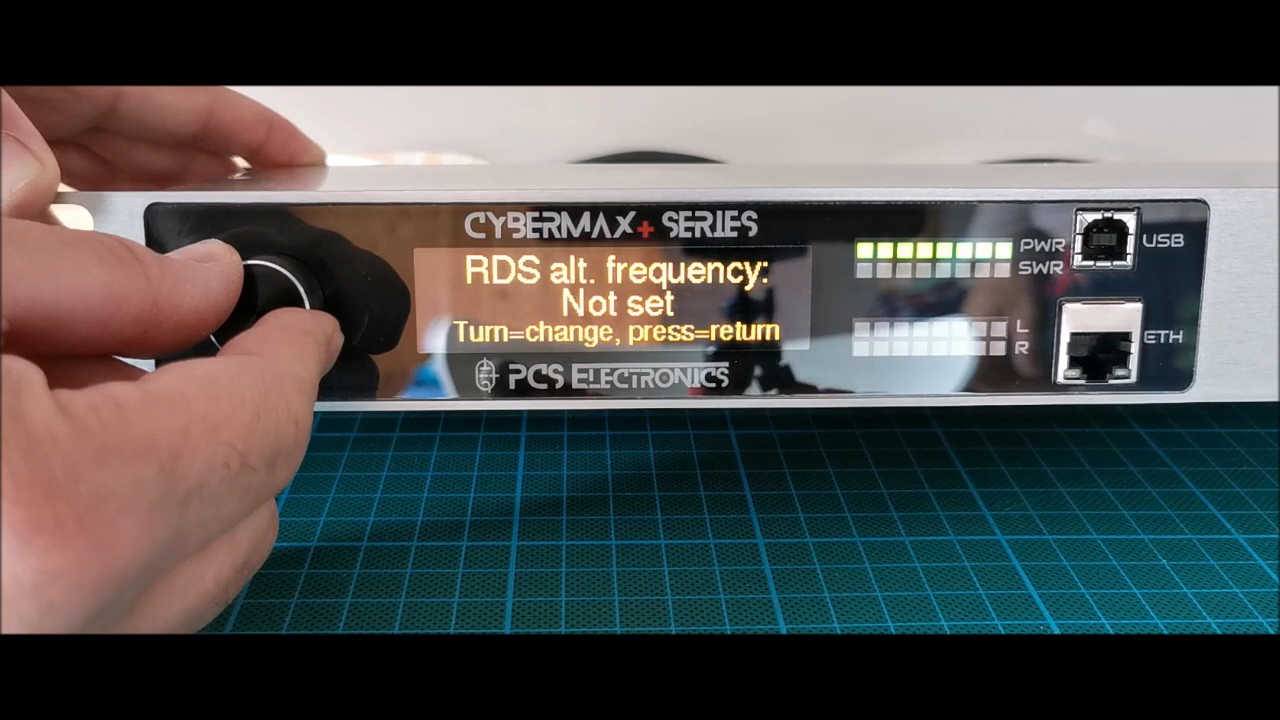 CYBERMAX+ SERIES
RDS alt. frequency:
Not set
Turn=change, press=return
PCS ELECTRONICS
PWR
SWR
L
R
USB
ETH